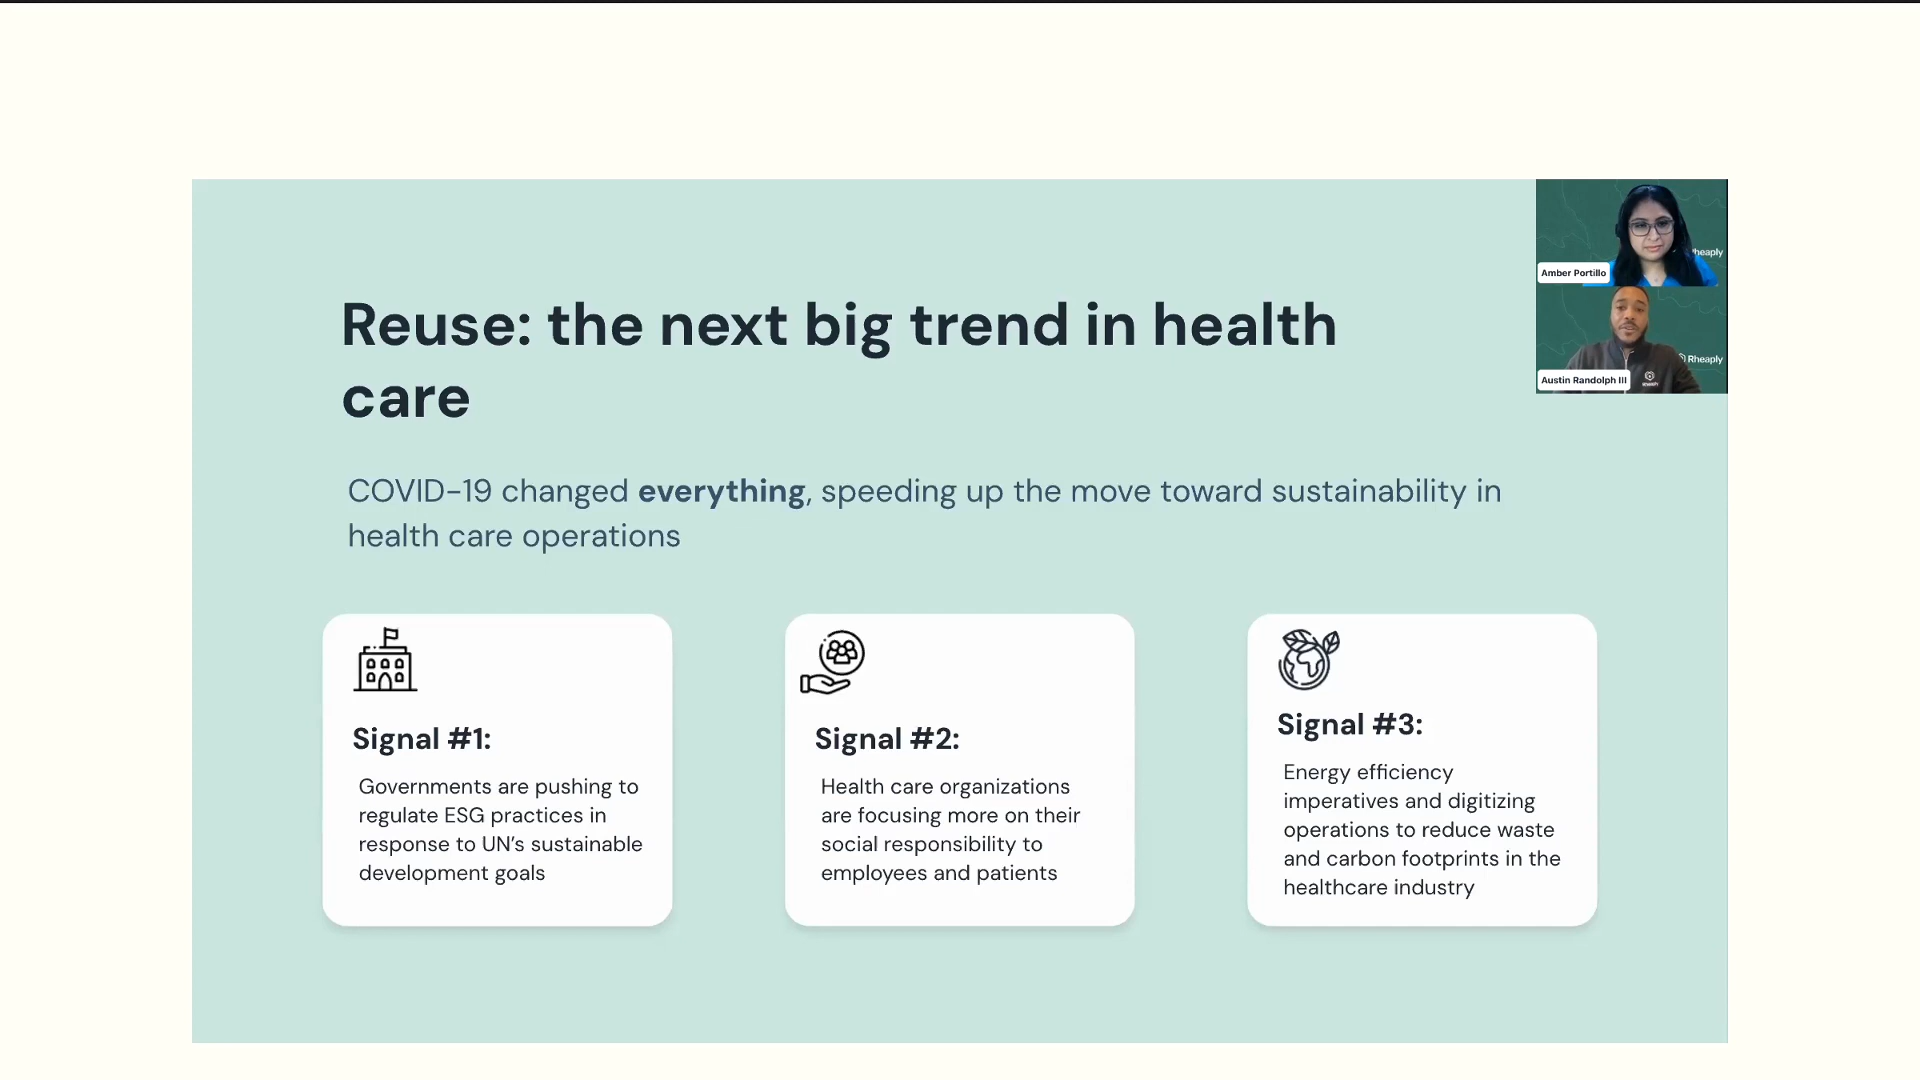 Reuse: the next big trend in health
care
COVID-19 changed everything, speeding up the move toward sustainability in
health care operations
Signal #1:
Governments are pushing to
regulate ESG practices in
response to UN's sustainable
development goals
Signal #2:
Health care organizations
are focusing more on their
social responsibility to
employees and patients
Signal #3:
Energy efficiency
imperatives and digitizing
operations to reduce waste
and carbon footprints in the
healthcare industry
heaply
Amber Portillo
Rheaply
Austin Randolph III
Rheaply